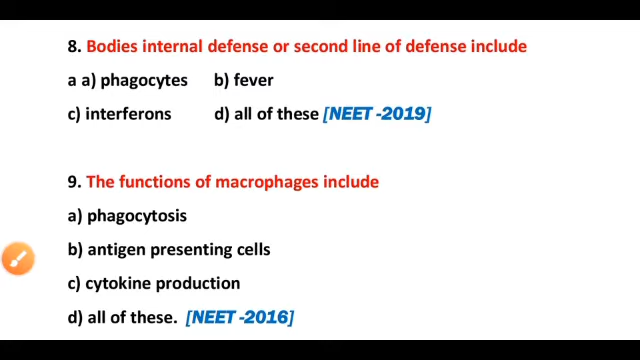 8. Bodies internal defense or second line of defense include
a a) phagocytes b) fever
c) interferons d) all of these [NEET -2019]
9. The functions of macrophages include
a) phagocytosis
b) antigen presenting cells
c) cytokine production
d) all of these. [NEET -2016]